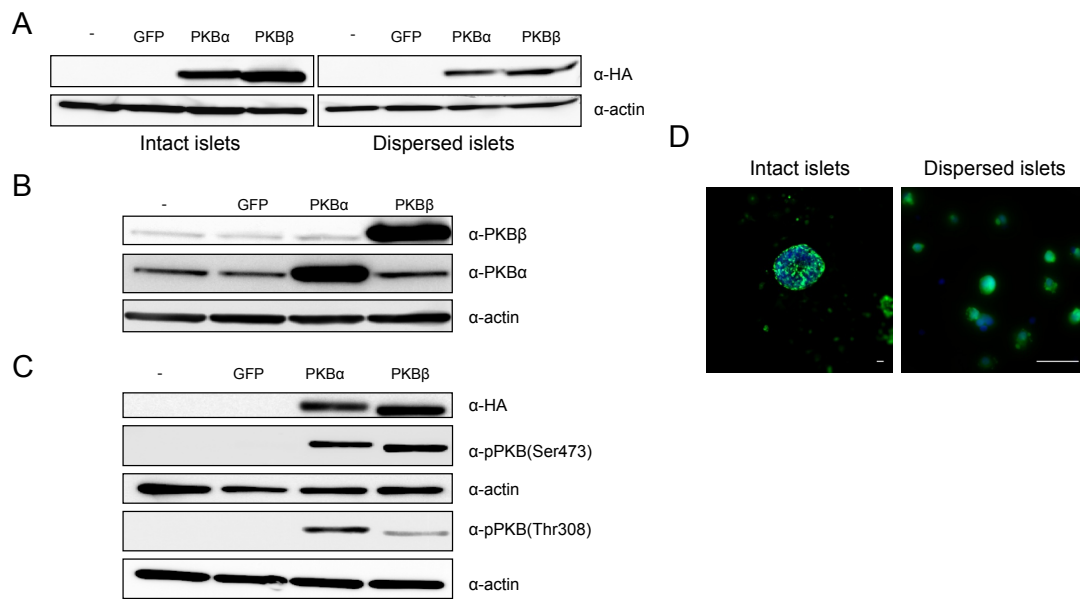 A
- GFP PKBα PKBβ - GFP PKBα PKBβ
α-HA
α-actin
Intact islets Dispersed islets
B
- GFP PKBα PKBβ
α-PKBβ
α-PKBα
α-actin
C
- GFP PKBα PKBβ
α-HA
α-pPKB(Ser473)
α-actin
α-pPKB(Thr308)
α-actin
D
Intact islets Dispersed islets